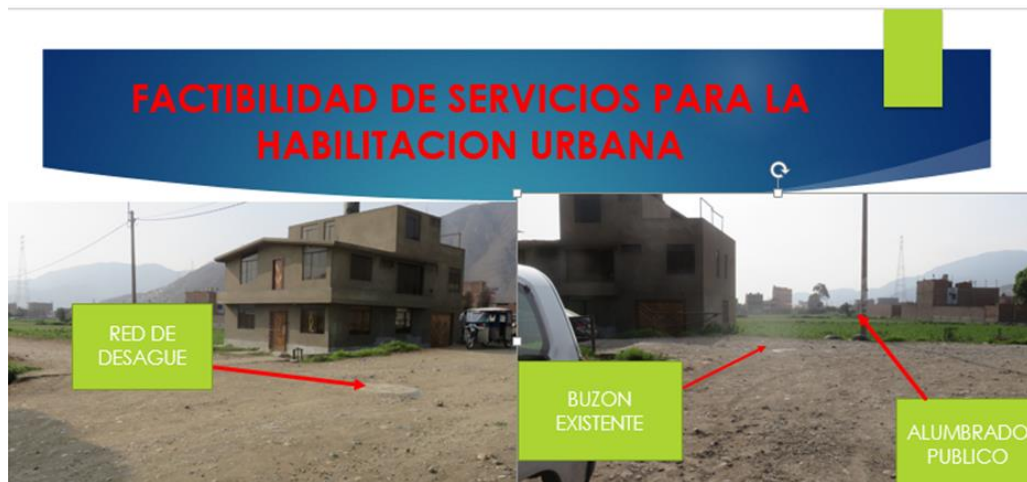 FACTIBILIDAD DE SERVICIOS PARA LA
HABILITACION URBANA
RED DE
DESAGUE
BUZON
EXISTENTE
ALUMBRADO
PUBLICO